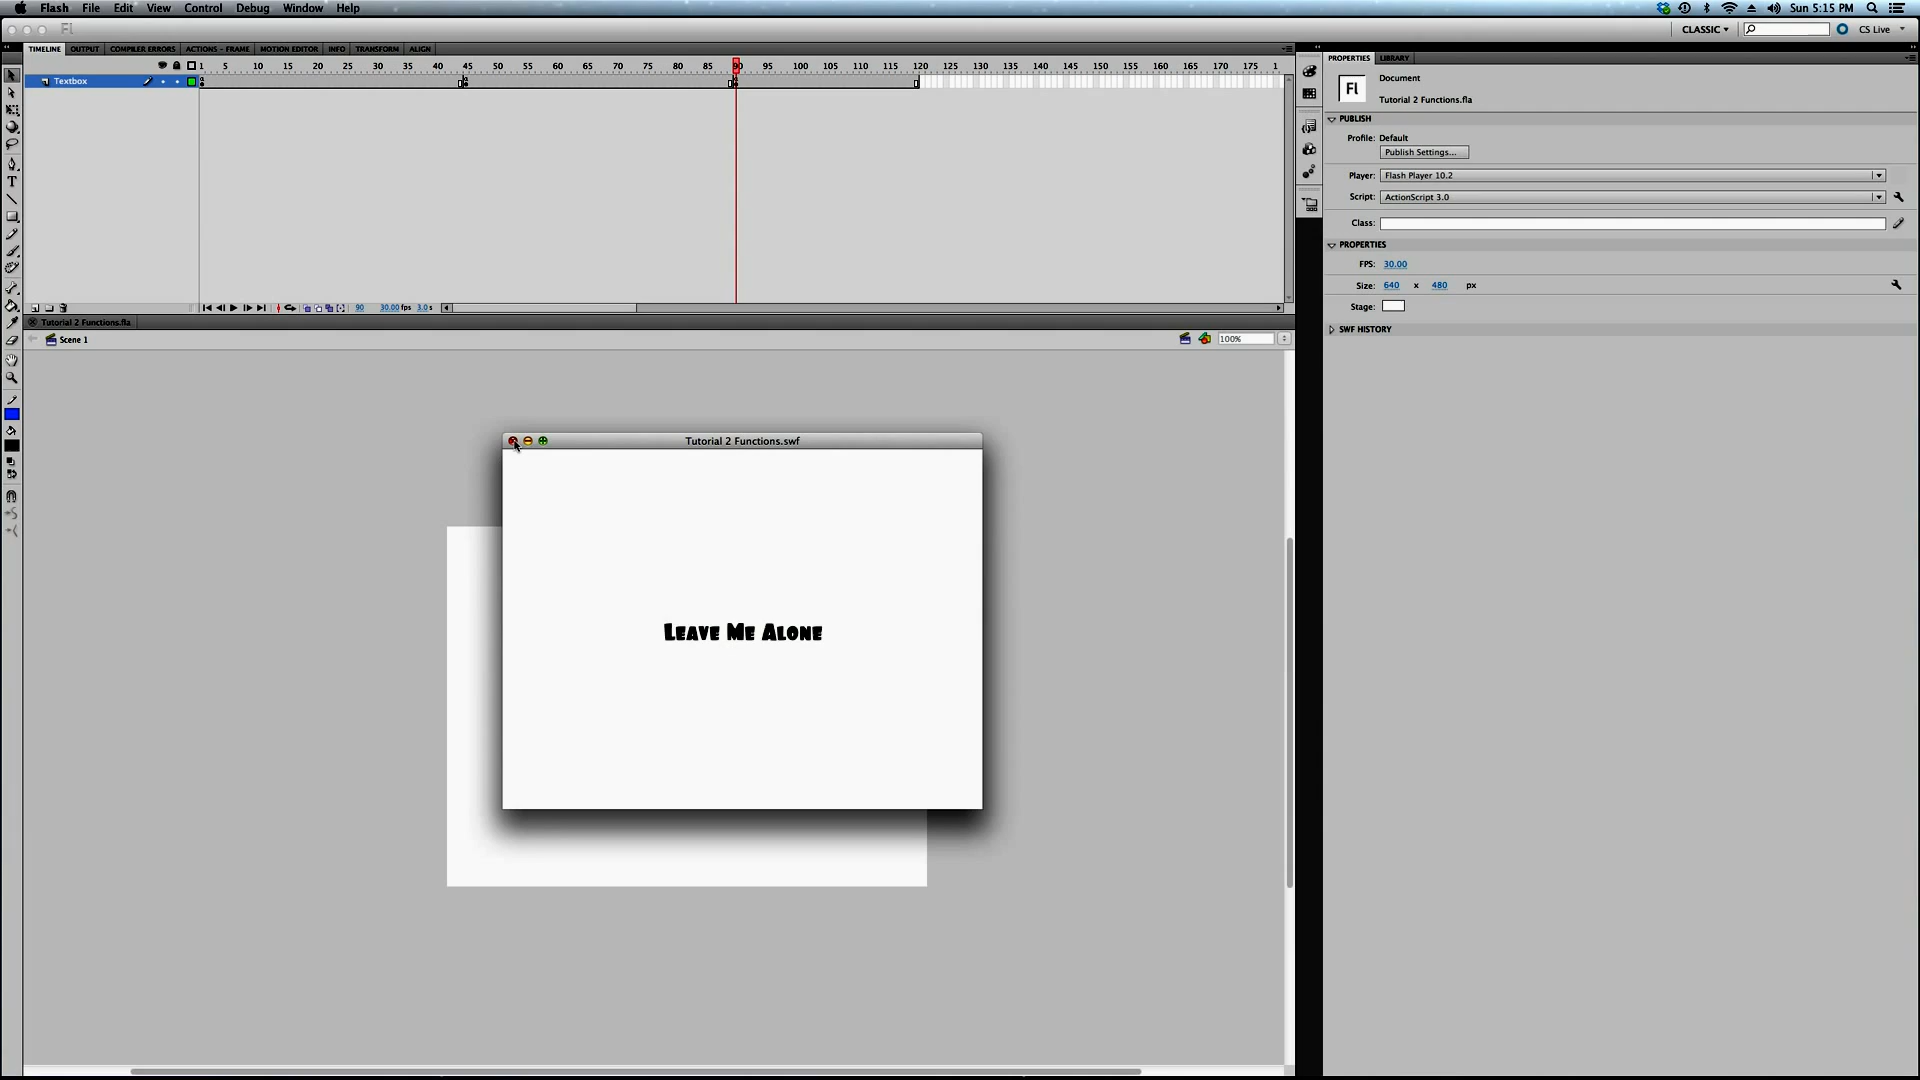 Flash File Edit View Control Debug Window Help Sun 5:15 PM
Fl CLASSIC CS Live
TIMELINE OUTPUT COMPILER ERRORS ACTIONS - FRAME MOTION EDITOR INFO TRANSFORM ALIGN
PROPERTIES LIBRARY
1 5 10 15 20 25 30 35 40 45 50 55 60 65 70 75 80 85 90 95 100 105 110 115 120 125 130 135 140 145 150 155 160 165 170 175 1
Textbox
Fl
Document
Tutorial 2 Functions.fla
PUBLISH
Profile: Default
Publish Settings...
Player: Flash Player 10.2
Script: ActionScript 3.0
Class:
PROPERTIES
FPS: 30.00
Size: 640 x 480 px
Stage:
SWF HISTORY
90 30.00 fps 3.0 s
Tutorial 2 Functions.fla
Scene 1
100%
Tutorial 2 Functions.swf
Leave Me Alone